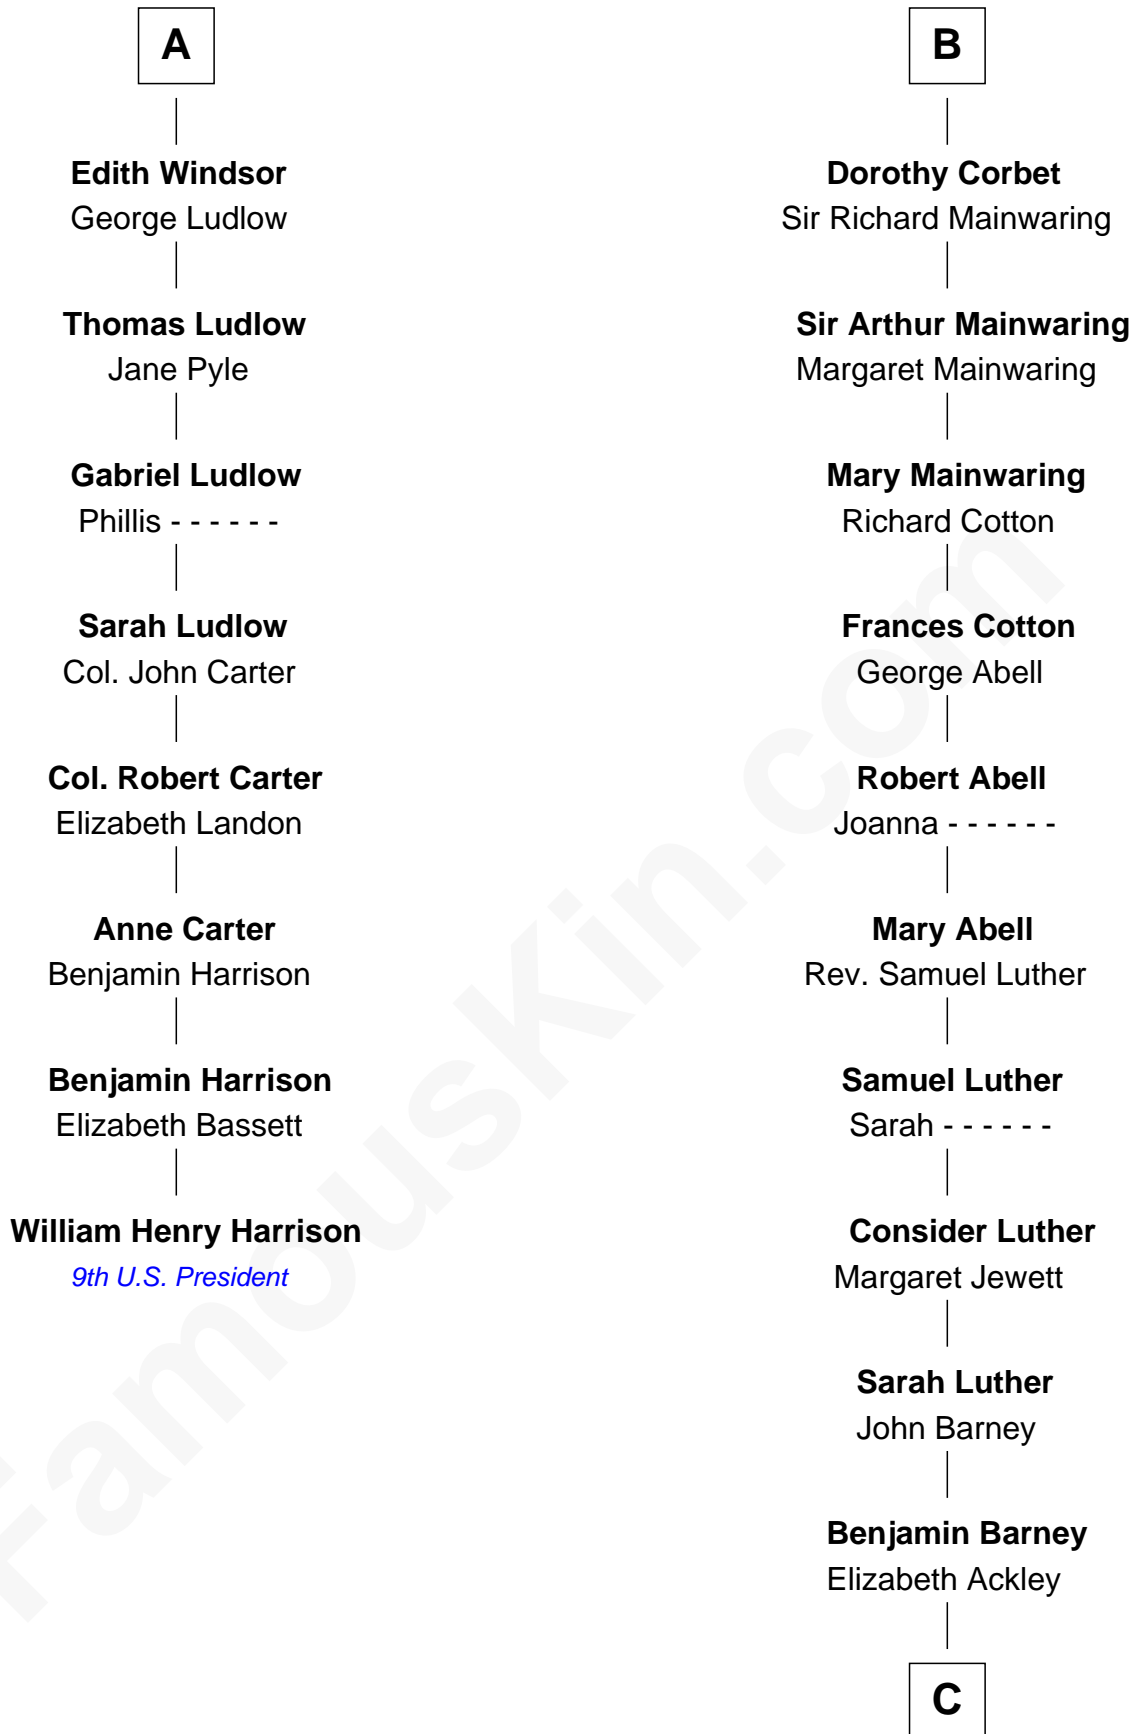 A
Edith Windsor
George Ludlow
Thomas Ludlow
Jane Pyle
Gabriel Ludlow
Phillis - - - - - -
Sarah Ludlow
Col. John Carter
Col. Robert Carter
Elizabeth Landon
Anne Carter
Benjamin Harrison
Benjamin Harrison
Elizabeth Bassett
William Henry Harrison
9th U.S. President
B
Dorothy Corbet
Sir Richard Mainwaring
Sir Arthur Mainwaring
Margaret Mainwaring
Mary Mainwaring
Richard Cotton
Frances Cotton
George Abell
Robert Abell
Joanna - - - - - -
Mary Abell
Rev. Samuel Luther
Samuel Luther
Sarah - - - - - -
Consider Luther
Margaret Jewett
Sarah Luther
John Barney
Benjamin Barney
Elizabeth Ackley
C
FamousKin.com